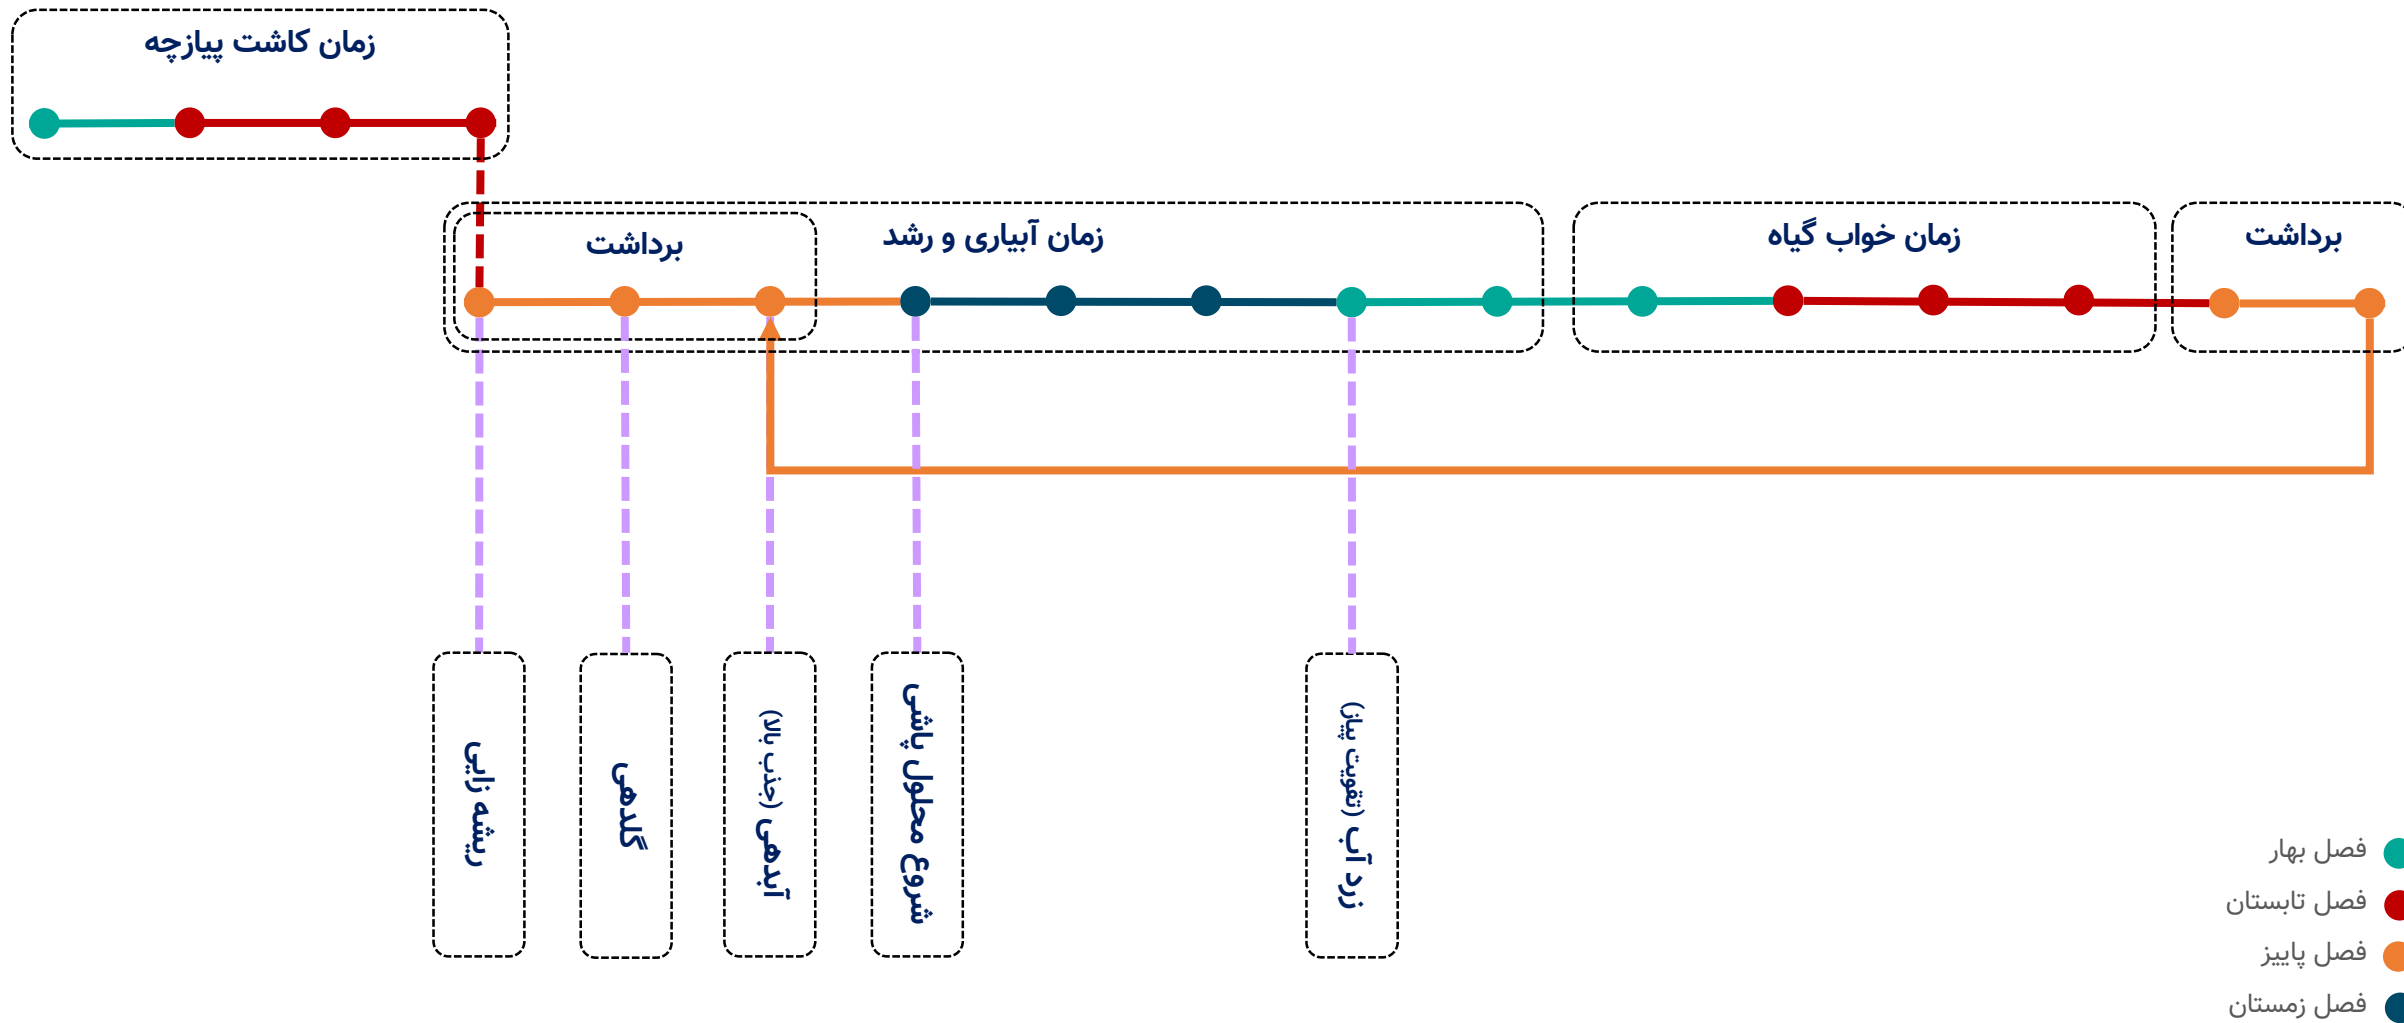 زمان کاشت پیازچه
برداشت
زمان آبیاری و رشد
زمان خواب گیاه
برداشت
ریشه زایی
گلدهی
آبدهی (جذب بالا)
شروع محلول پاشی
زرد آب (تقویت پیاز)
فصل بهار
فصل تابستان
فصل پاییز
فصل زمستان